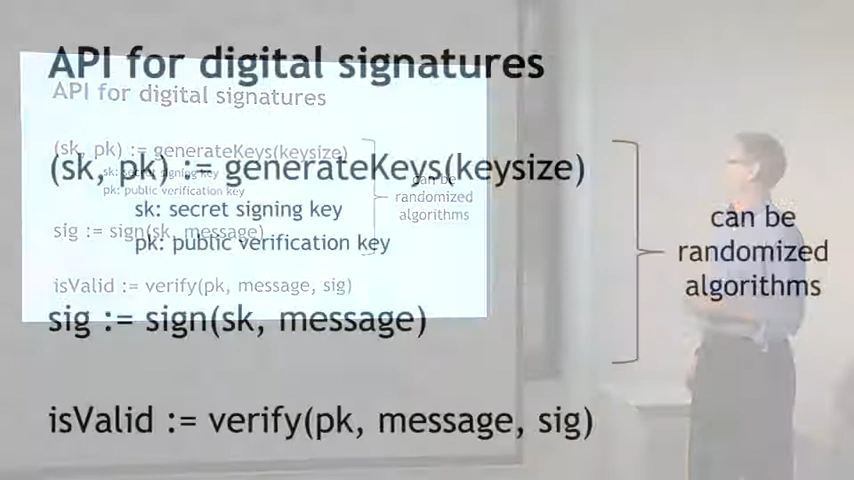 API for digital signatures
(sk, pk) := generateKeys(keysize)
sk: secret signing key
pk: public verification key
can be
randomized
algorithms
sig := sign(sk, message)
isValid := verify(pk, message, sig)
API for digital signatures
(sk, pk) := generateKeys(keysize)
sk: secret signing key
pk: public verification key
can be
randomized
algorithms
sig := sign(sk, message)
isValid := verify(pk, message, sig)